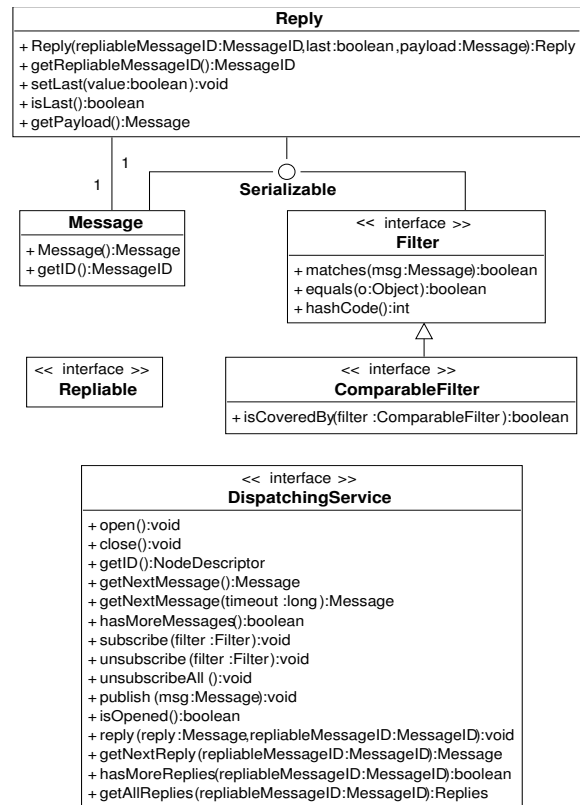 Reply
+ Reply(repliableMessageID:MessageID,last:boolean,payload:Message):Reply
+ getRepliableMessageID():MessageID
+ setLast(value:boolean):void
+ isLast():boolean
+ getPayload():Message
1
1
Serializable
Message
+ Message():Message
+ getID():MessageID
<< interface >>
Filter
+ matches(msg:Message):boolean
+ equals(o:Object):boolean
+ hashCode():int
<< interface >>
Repliable
<< interface >>
ComparableFilter
+ isCoveredBy(filter :ComparableFilter):boolean
<< interface >>
DispatchingService
+ open():void
+ close():void
+ getID():NodeDescriptor
+ getNextMessage():Message
+ getNextMessage(timeout :long):Message
+ hasMoreMessages():boolean
+ subscribe(filter :Filter):void
+ unsubscribe(filter :Filter):void
+ unsubscribeAll ():void
+ publish(msg:Message):void
+ isOpened():boolean
+ reply(reply:Message,repliableMessageID:MessageID):void
+ getNextReply(repliableMessageID:MessageID):Message
+ hasMoreReplies(repliableMessageID:MessageID):boolean
+ getAllReplies(repliableMessageID:MessageID):Replies